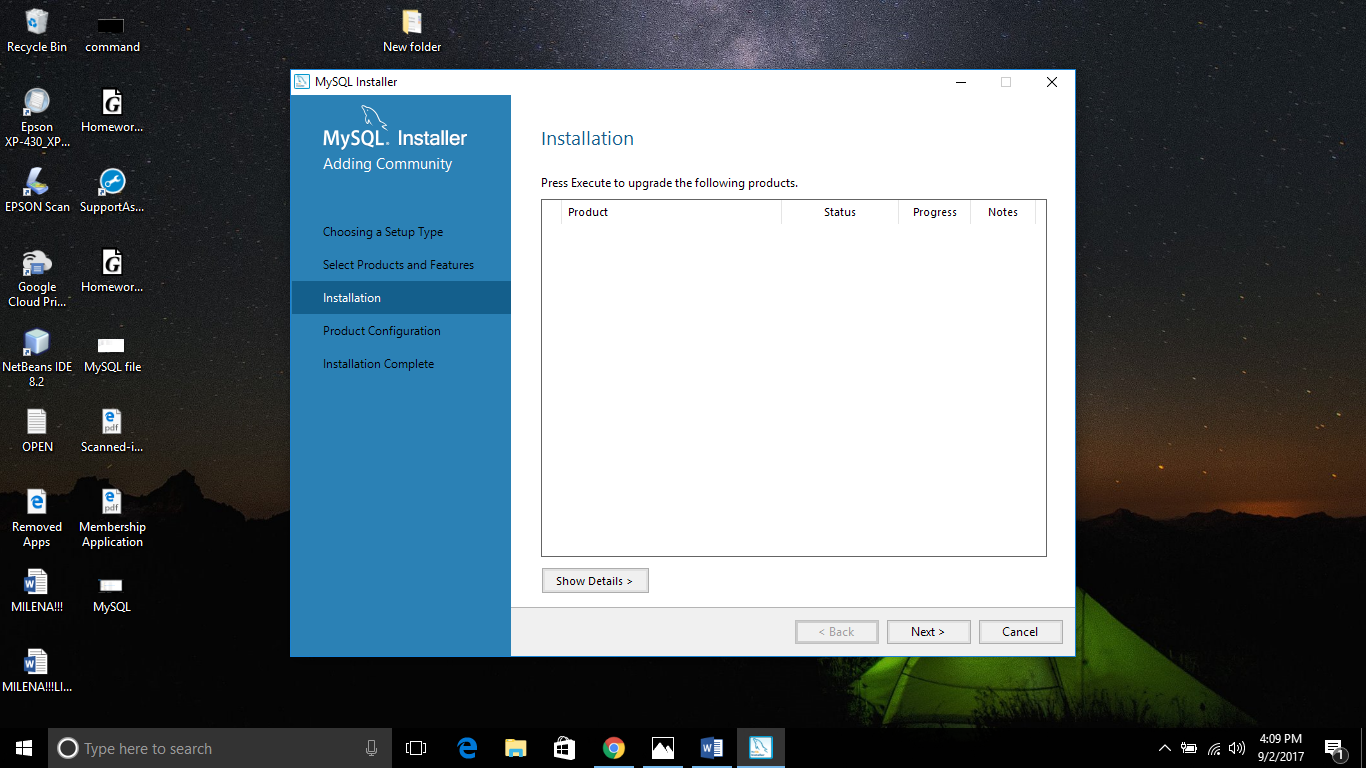 Recycle Bin
command
New folder
Epson
XP-430_XP...
Homewor...
EPSON Scan
SupportAs...
Google
Cloud Pri...
Homewor...
NetBeans IDE
8.2
MySQL file
OPEN
Scanned-i...
pdf
Removed
Apps
Membership
Application
pdf
MILENA!!!
MySQL
MILENA!!!LI...
MySQL Installer
MySQL. Installer
Adding Community
Choosing a Setup Type
Select Products and Features
Installation
Product Configuration
Installation Complete
Installation
Press Execute to upgrade the following products.
Product Status Progress Notes
Show Details >
< Back Next > Cancel
Type here to search
4:09 PM
9/2/2017
1